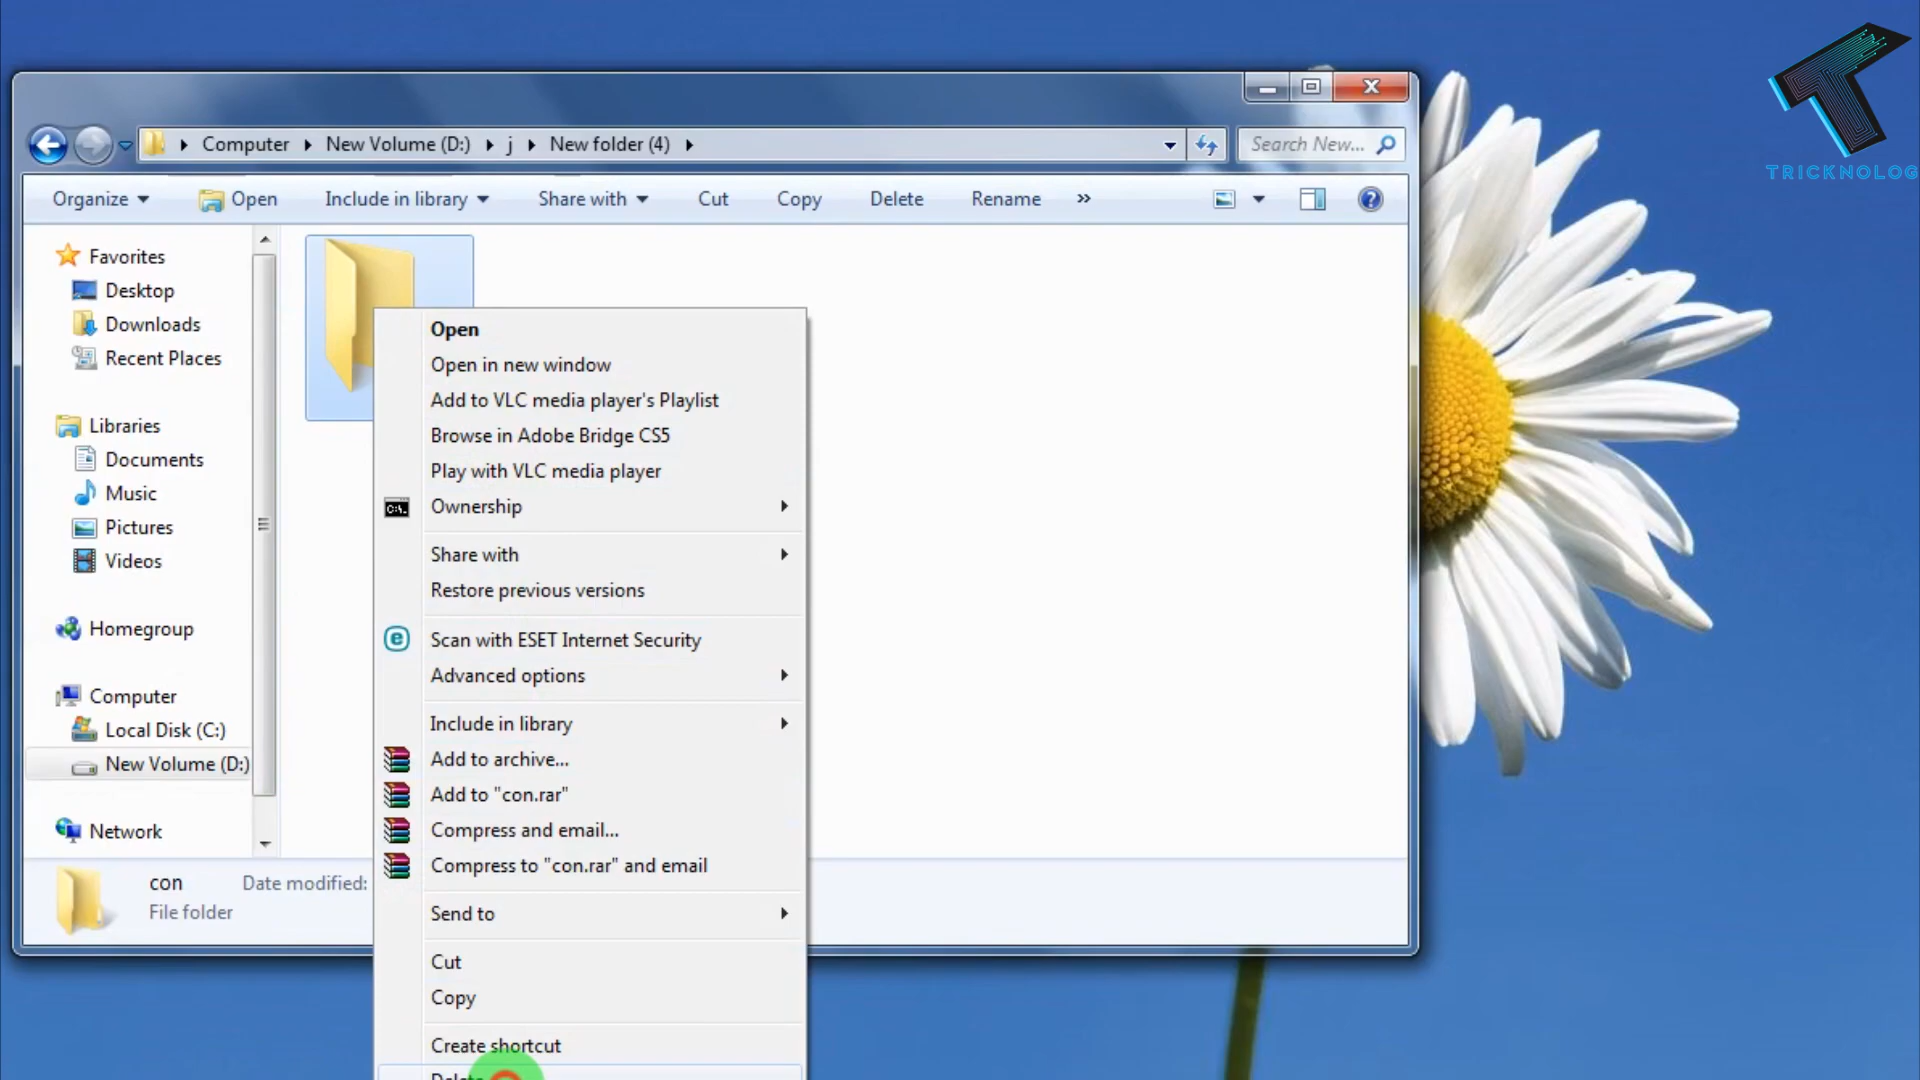 TRICKNOLOG
Computer New Volume (D:) j New folder (4)
Search New...
Organize Open Include in library Share with Cut Copy Delete Rename »
Favorites
Desktop
Downloads
Recent Places
Libraries
Documents
Music
Pictures
Videos
Homegroup
Computer
Local Disk (C:)
New Volume (D:)
Network
Open
Open in new window
Add to VLC media player's Playlist
Browse in Adobe Bridge CS5
Play with VLC media player
C:\.
Ownership
Share with
Restore previous versions
e
Scan with ESET Internet Security
Advanced options
Include in library
Add to archive...
Add to "con.rar"
Compress and email...
Compress to "con.rar" and email
Send to
Cut
Copy
Create shortcut
Delete
con Date modified:
File folder